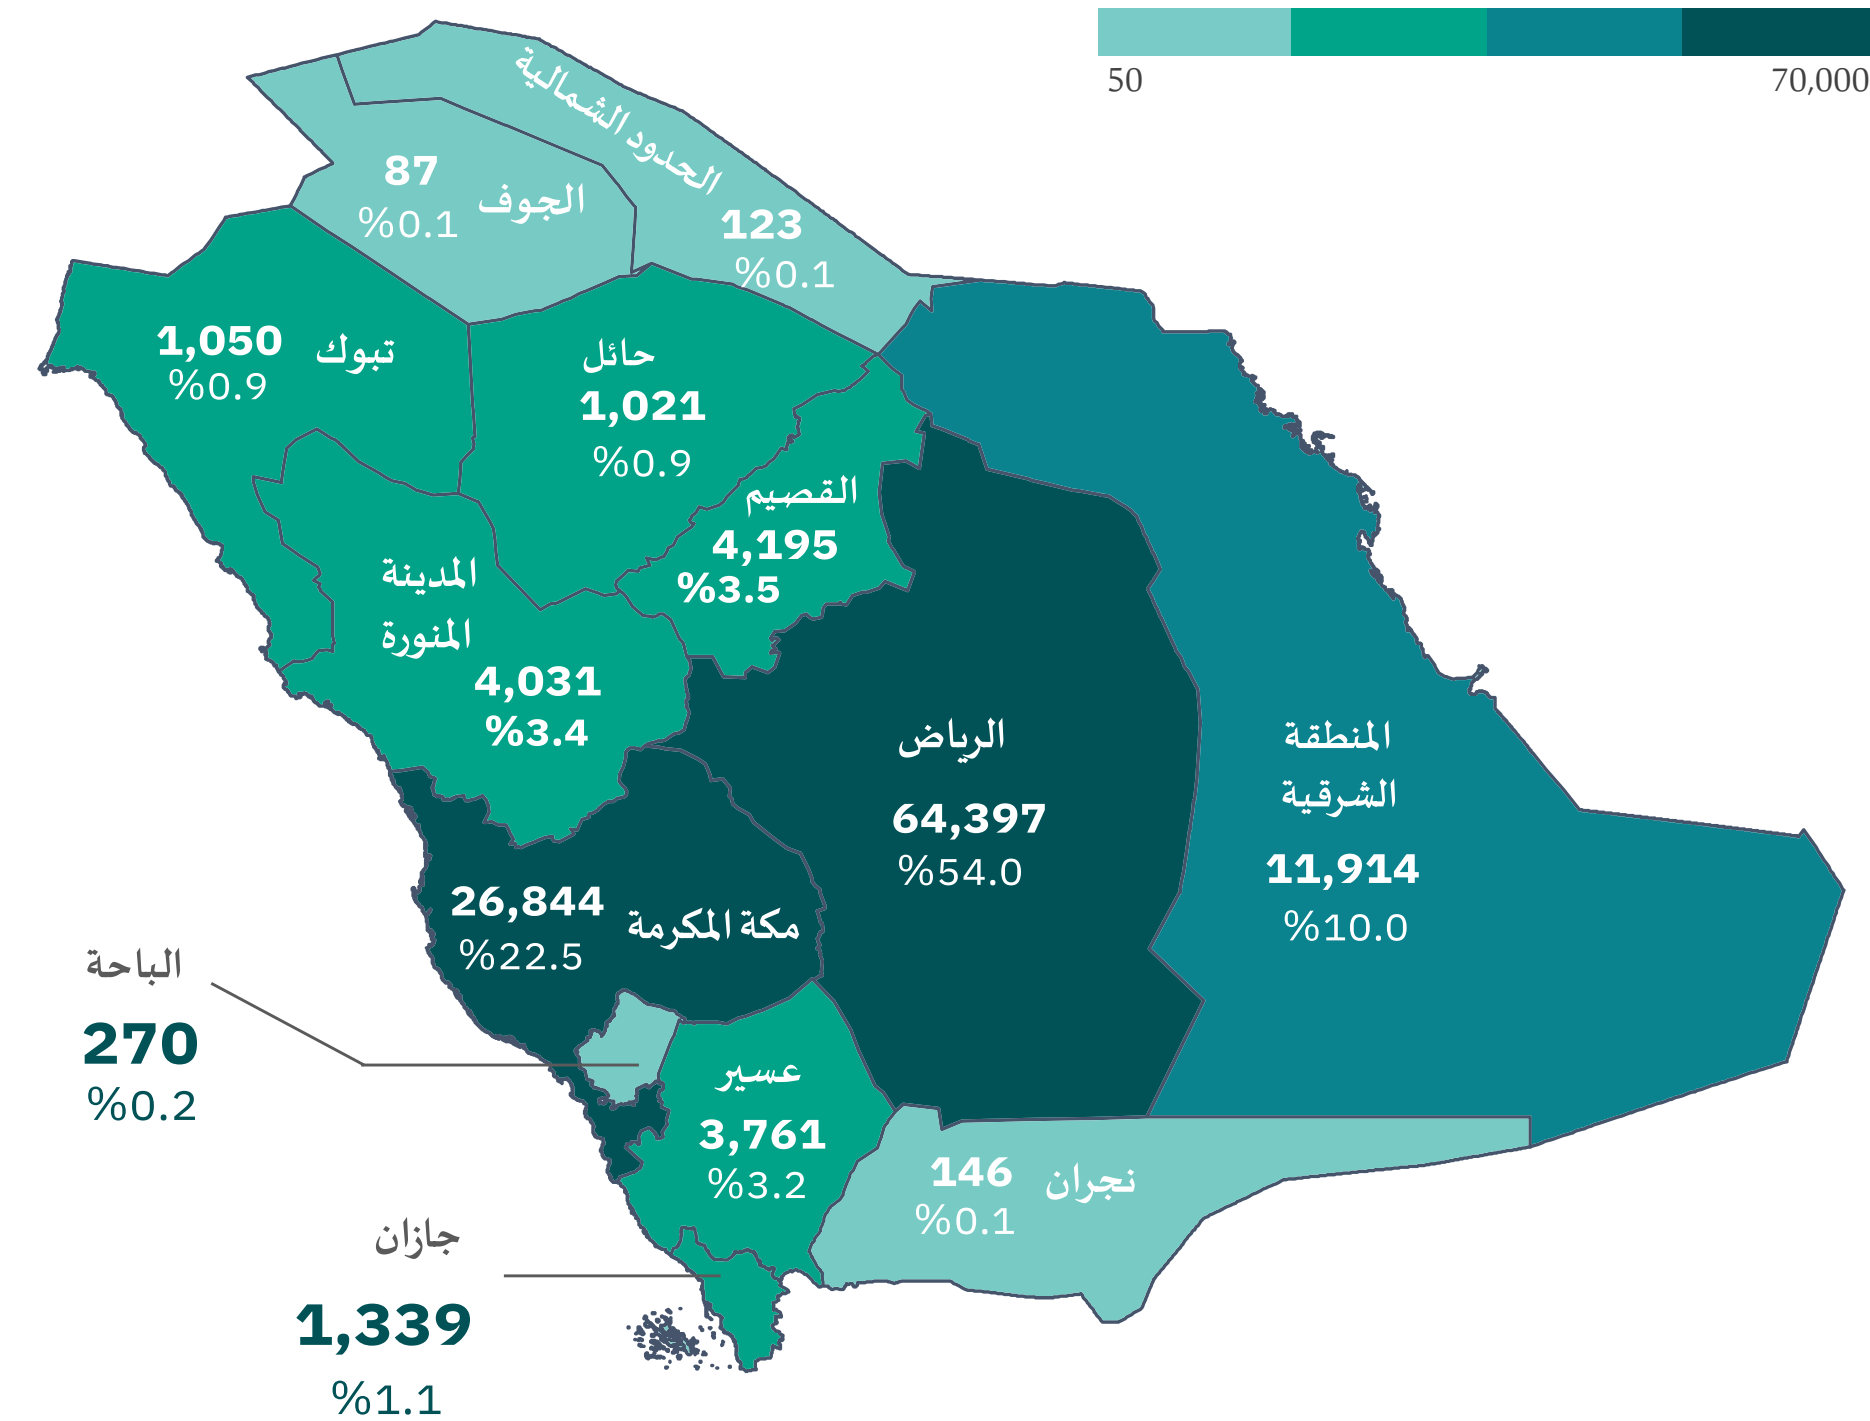 50
70,000
الحدود الشمالية
123
%0.1
الجوف
87
%0.1
تبوك
1,050
%0.9
حائل
1,021
%0.9
القصيم
4,195
%3.5
المدينة
المنورة
4,031
%3.4
الرياض
64,397
%54.0
المنطقة
الشرقية
11,914
%10.0
مكة المكرمة
26,844
%22.5
الباحة
270
%0.2
عسير
3,761
%3.2
نجران
146
%0.1
جازان
1,339
%1.1